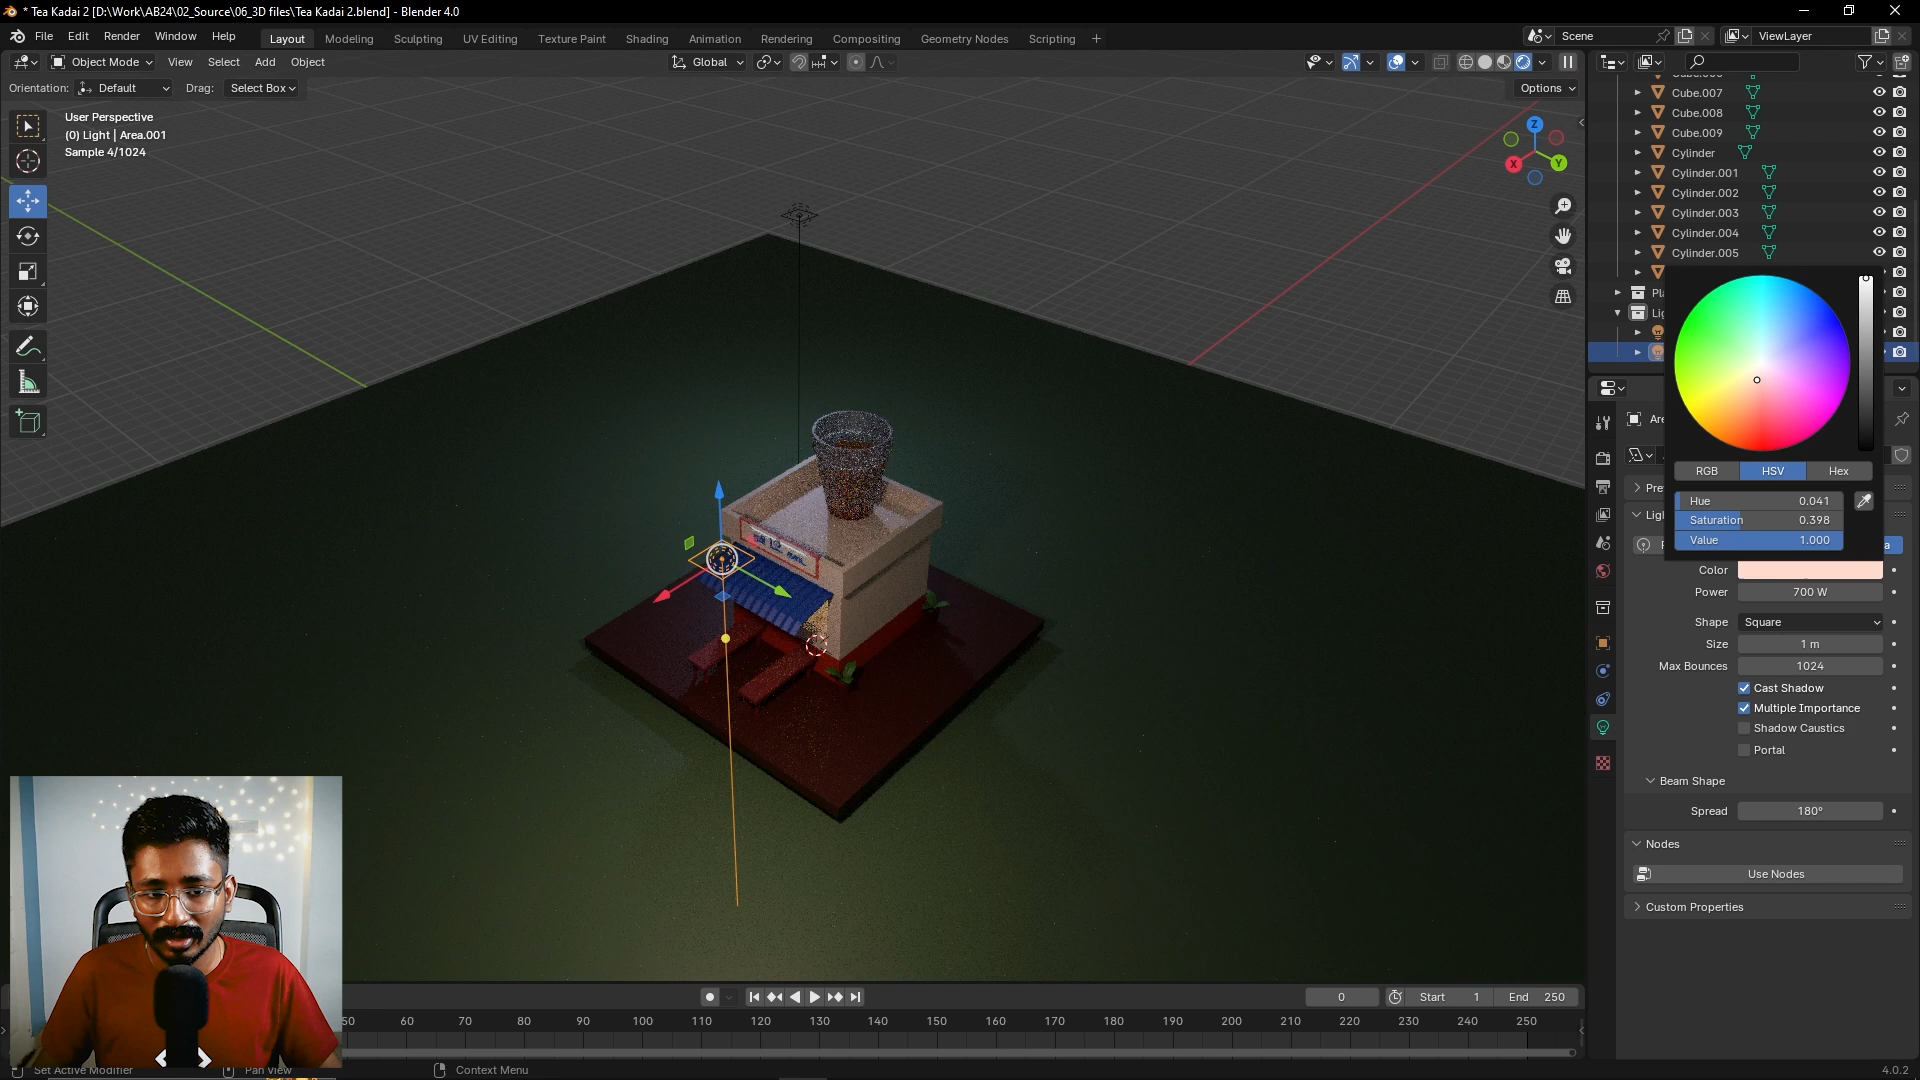 * Tea Kadai 2 [D:\Work\AB24\02_Source\06_3D files\Tea Kadai 2.blend] - Blender 4.0
File Edit Render Window Help
Layout Modeling Sculpting UV Editing Texture Paint Shading Animation Rendering Compositing Geometry Nodes Scripting +
Scene
ViewLayer
Object Mode View Select Add Object
Global
Orientation: Default Drag: Select Box
Options
User Perspective
(0) Light | Area.001
Sample 4/1024
Z
X
Y
Cube.007
Cube.008
Cube.009
Cylinder
Cylinder.001
Cylinder.002
Cylinder.003
Cylinder.004
Cylinder.005
Pl
Lig
RGB HSV Hex
Hue 0.041
Saturation 0.398
Value 1.000
Are
Pre
Ligh
Color
Power 700 W
Shape Square
Size 1 m
Max Bounces 1024
Cast Shadow
Multiple Importance
Shadow Caustics
Portal
Beam Shape
Spread 180°
Nodes
Use Nodes
Custom Properties
0
Start 1
End 250
50 60 70 80 90 100 110 120 130 140 150 160 170 180 190 200 210 220 230 240 250
Set Active Modifier
Pan View
Context Menu
4.0.2